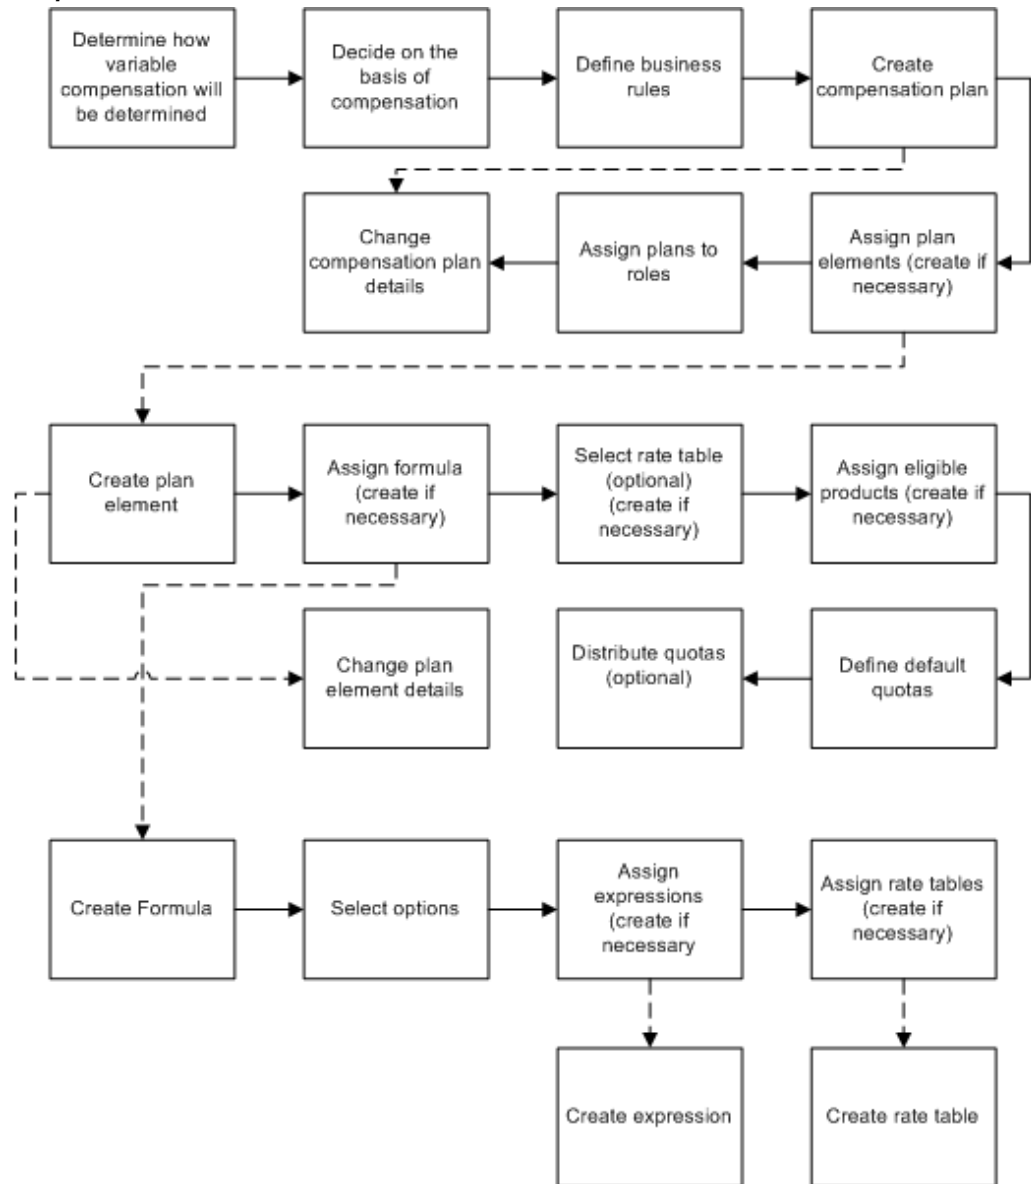 Determine how
variable
compensation will
be determined
Decide on the
basis of
compensation
Define business
rules
Create
compensation plan
Change
compensation plan
details
Assign plans to
roles
Assign plan
elements (create if
necessary)
Create plan
element
Assign formula
(create if
necessary)
Select rate table
(optional)
(create if
necessary)
Assign eligible
products (create if
necessary)
Change plan
element details
Distribute quotas
(optional)
Define default
quotas
Create Formula
Select options
Assign
expressions
(create if
necessary
Assign rate tables
(create if
necessary)
Create expression
Create rate table